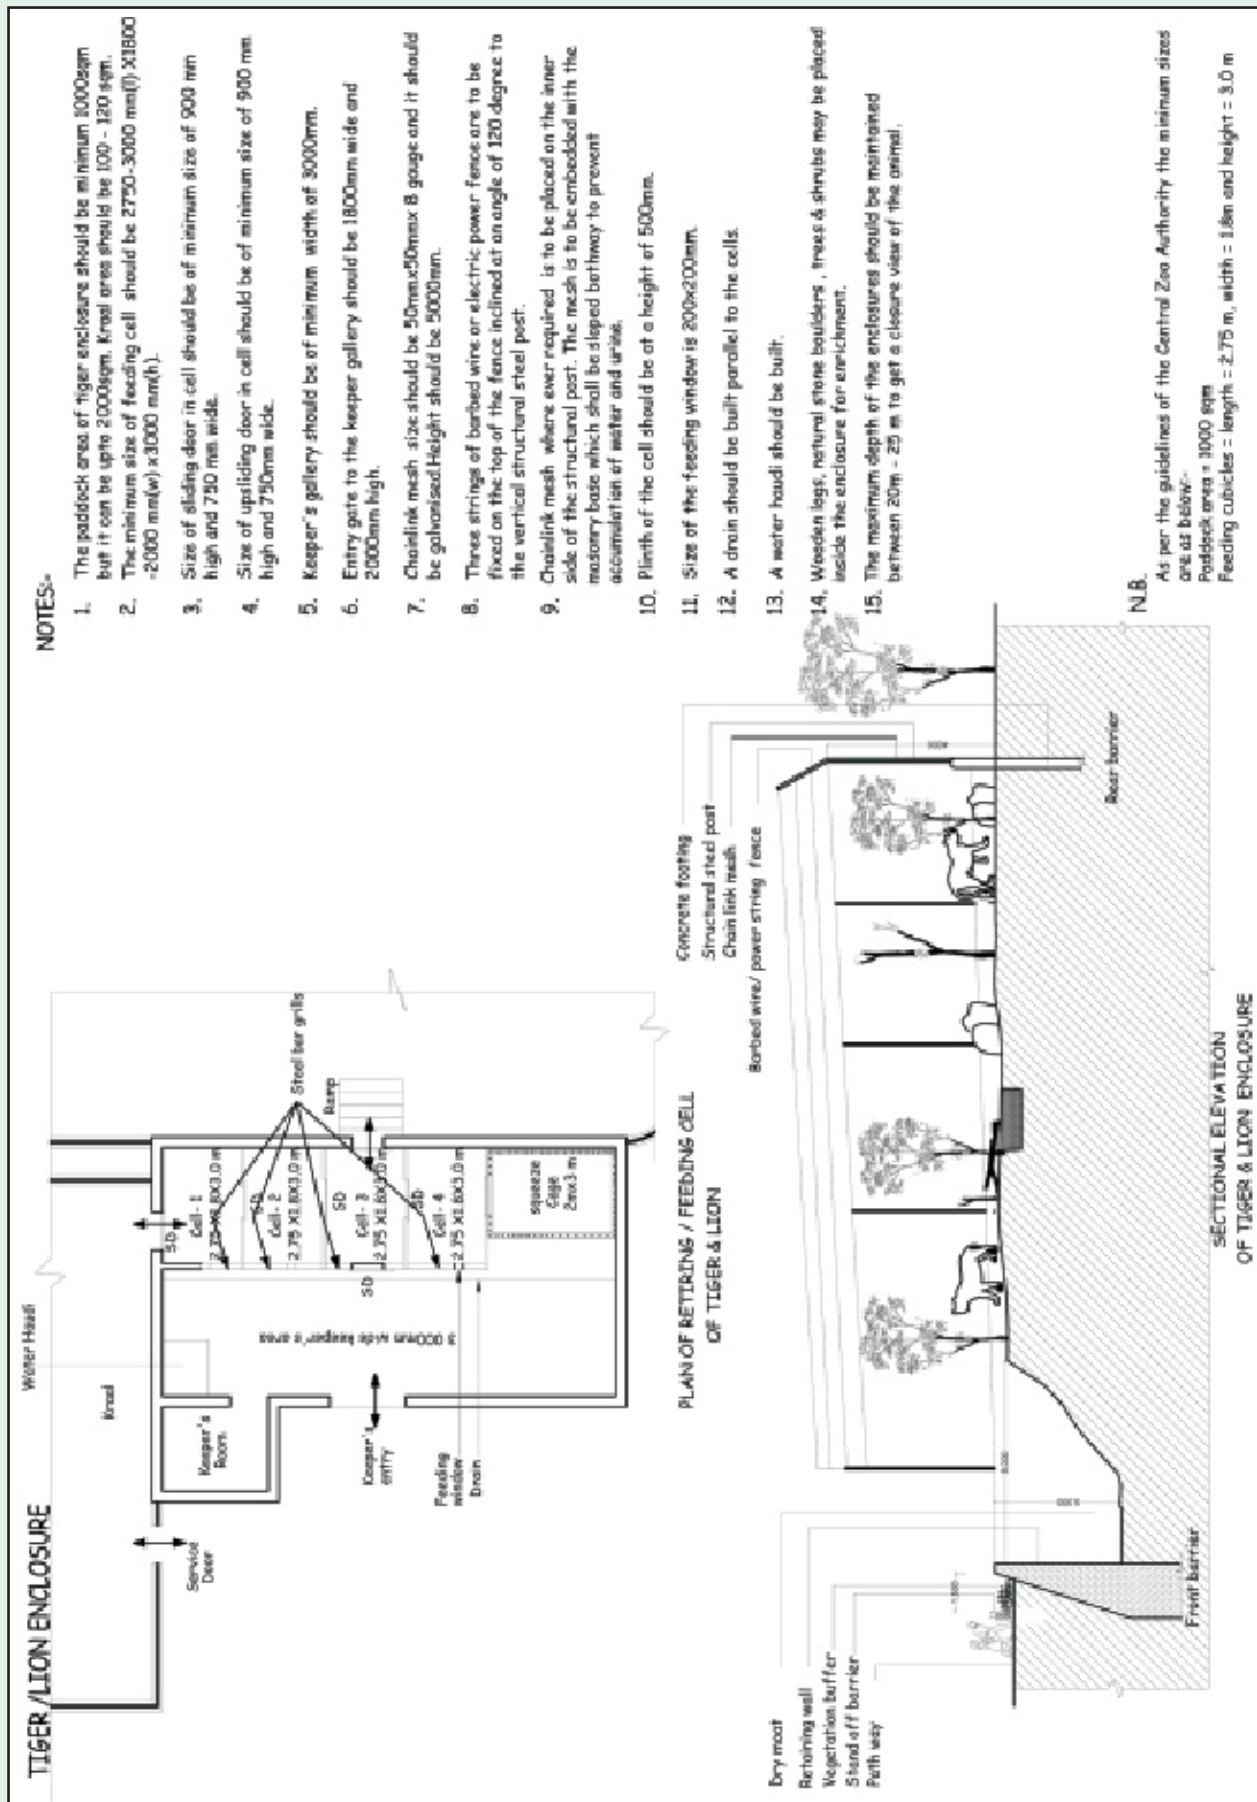 TIGER /LION ENCLOSURE
Water Haudi
Kraal
Service
Door
Keeper's
Room
Keeper's
entry
Feeding
window
Drain
SD
Cell - 1
SD
Cell - 2
2.75 X1.8X3.0 m
SD
Cell - 3
SD
Cell - 4
2.75 X1.8X3.0 m
SD
squeeze
cage
wide keeper's area
Ramp
Steel bar grills
PLAN OF RETIRING / FEEDING CELL
OF TIGER & LION
NOTES:-
1. The paddock area of tiger enclosure should be minimum 1000sqm
but it can be upto 2000sqm. Kraal area should be 100 - 120 sqm.
2. The minimum size of feeding cell should be 2750-3000 mm(l) X1800
-2000 mm(w) x3000 mm(h).
3. Size of sliding door in cell should be of minimum size of 900 mm
high and 750 mm wide.
4. Size of upsliding door in cell should be of minimum size of 900 mm
high and 750mm wide.
5. Keeper's gallery should be of minimum width of 3000mm.
6. Entry gate to the keeper gallery should be 1800mm wide and
2000mm high.
7. Chainlink mesh size should be 50mmx50mmx 8 gauge and it should
be galvanised.Height should be 5000mm.
8. Three strings of barbed wire or electric power fence are to be
fixed on the top of the fence inclined at an angle of 120 degree to
the vertical structural steel post.
9. Chainlink mesh where ever required is to be placed on the inner
side of the structural post. The mesh is to be embedded with the
masonry base which shall be sloped bothway to prevent
accumulation of water and urine.
10. Plinth of the cell should be at a height of 500mm.
11. Size of the feeding window is 200x200mm.
12. A drain should be built parallel to the cells.
13. A water haudi should be built.
14. Wooden logs, natural stone boulders , trees & shrubs may be placed
inside the enclosure for enrichment.
15. The maximum depth of the enclosures should be maintained
between 20m - 25 m to get a closure view of the animal.
N.B.
As per the guidelines of the Central Zoo Authority the minimum sizes
are as below:-
Paddock area = 1000 sqm
Feeding cubicles = length = 2.75 m, width = 1.8m and height = 3.0 m
Concrete footing
Structural steel post
Chain link mesh
Barbed wire/ power string fence
Dry moat
Retaining wall
Vegetation buffer
Stand off barrier
Path way
Front barrier
Rear barrier
SECTIONAL ELEVATION
OF TIGER & LION ENCLOSURE